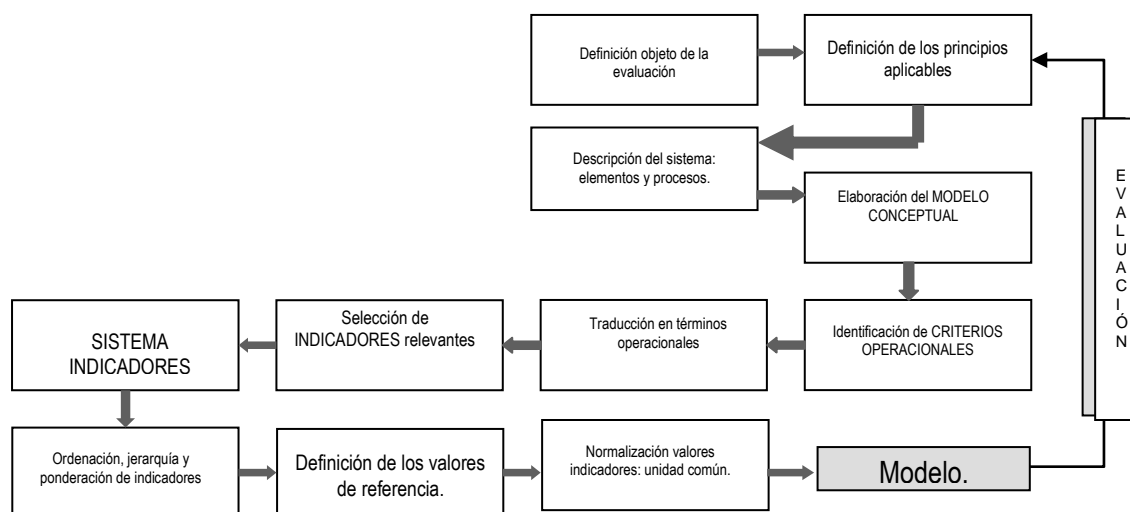 Definición objeto de la
evaluación
Definición de los principios
aplicables
Descripción del sistema:
elementos y procesos.
Elaboración del MODELO
CONCEPTUAL
Identificación de CRITERIOS
OPERACIONALES
Traducción en términos
operacionales
Selección de
INDICADORES relevantes
SISTEMA
INDICADORES
Ordenación, jerarquía y
ponderación de indicadores
Definición de los valores
de referencia.
Normalización valores
indicadores: unidad común.
Modelo.
EVALUACIÓN